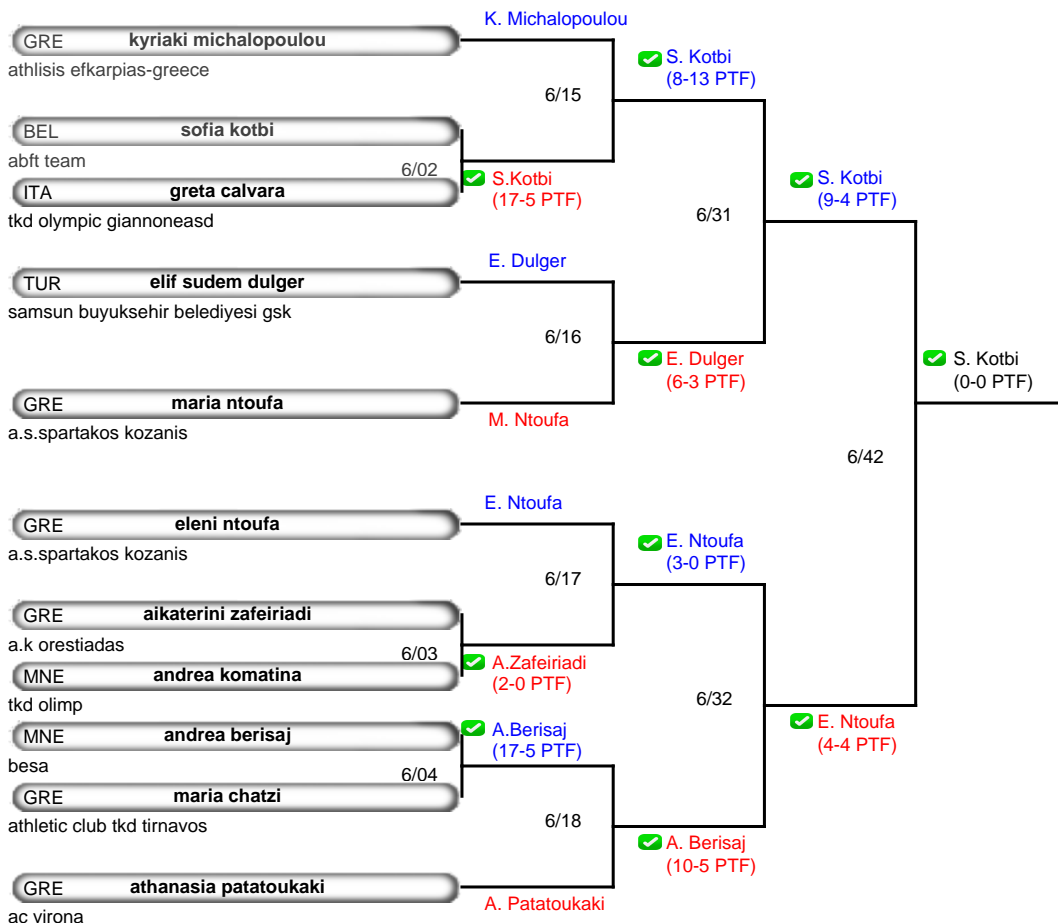 K. Michalopoulou
GRE kyriaki michalopoulou
athlisis efkarpias-greece
S. Kotbi
(8-13 PTF)
6/15
BEL sofia kotbi
abft team
6/02
ITA greta calvara
tkd olympic giannoneasd
S.Kotbi
(17-5 PTF)
S. Kotbi
(9-4 PTF)
6/31
E. Dulger
TUR elif sudem dulger
samsun buyuksehir belediyesi gsk
6/16
E. Dulger
(6-3 PTF)
S. Kotbi
(0-0 PTF)
GRE maria ntoufa
a.s.spartakos kozanis
M. Ntoufa
6/42
E. Ntoufa
GRE eleni ntoufa
a.s.spartakos kozanis
E. Ntoufa
(3-0 PTF)
6/17
GRE aikaterini zafeiriadi
a.k orestiadas
6/03
MNE andrea komatina
tkd olimp
A.Zafeiriadi
(2-0 PTF)
6/32
E. Ntoufa
(4-4 PTF)
MNE andrea berisaj
besa
A.Berisaj
(17-5 PTF)
6/04
GRE maria chatzi
athletic club tkd tirnavos
6/18
A. Berisaj
(10-5 PTF)
GRE athanasia patatoukaki
ac virona
A. Patatoukaki